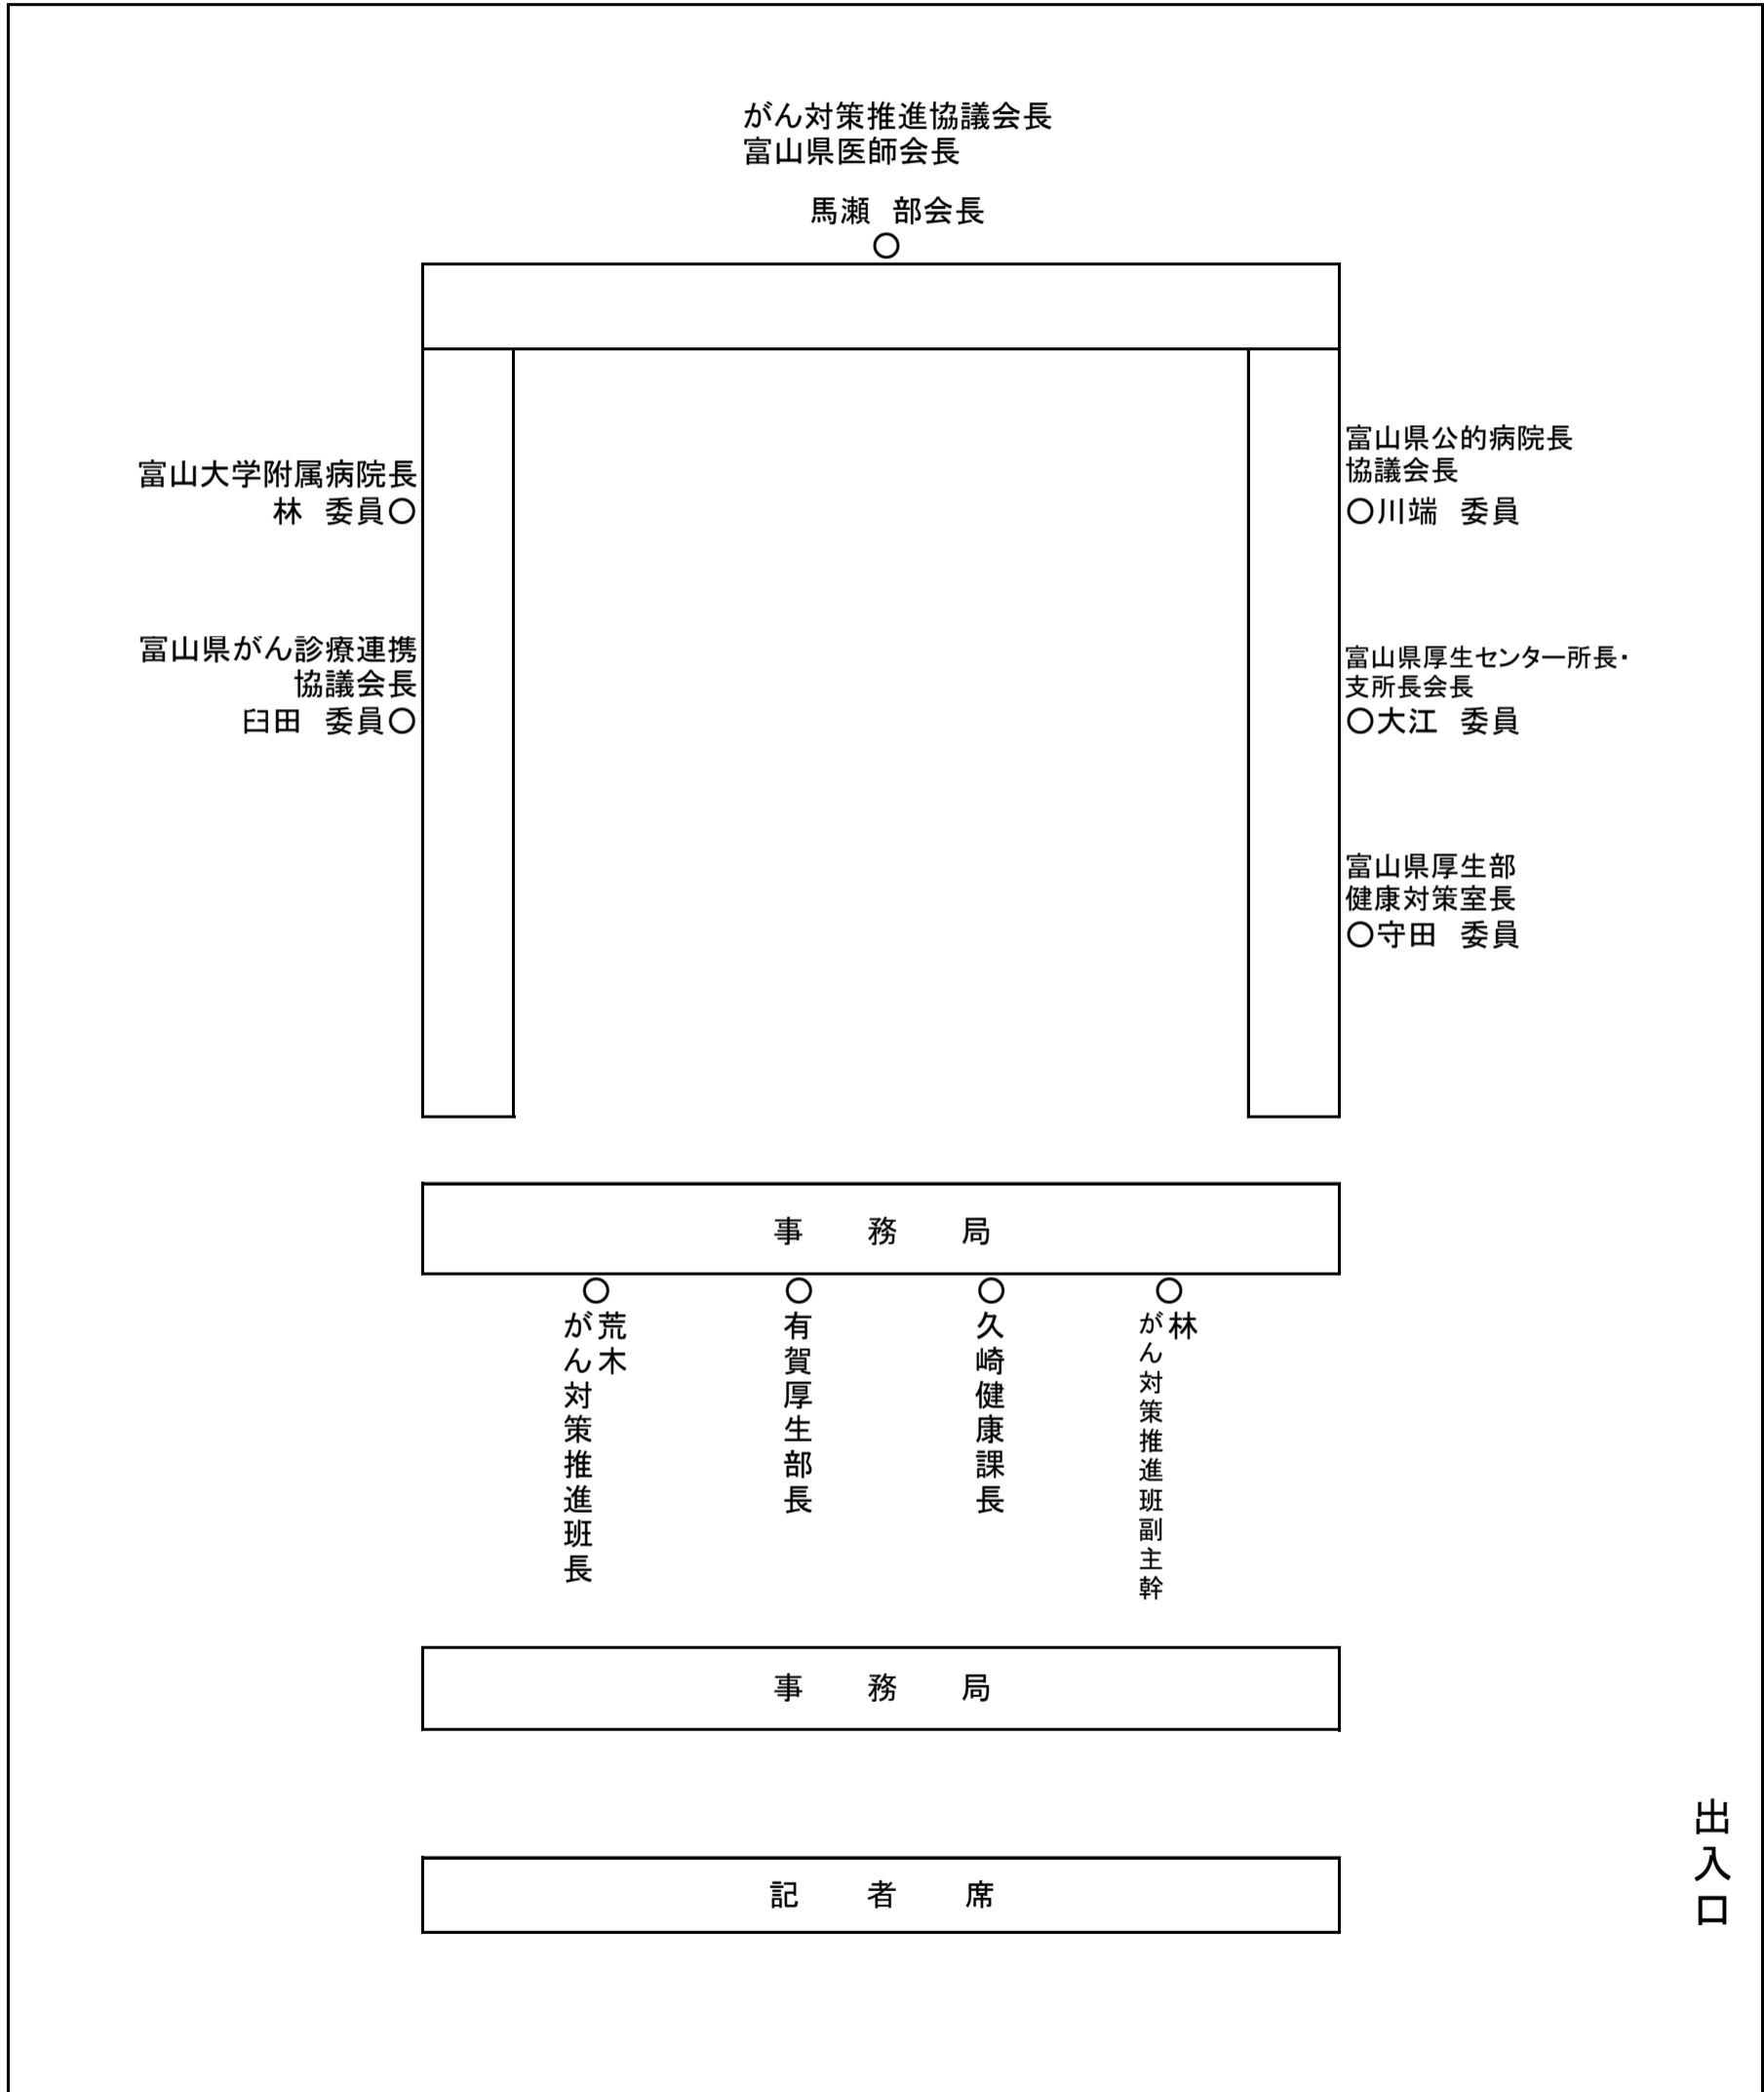 がん対策推進協議会長
富山県医師会長
馬瀬 部会長
○
富山大学附属病院長
林 委員○
富山県がん診療連携
協議会長
臼田 委員○
富山県公的病院長
協議会長
○川端 委員
富山県厚生センター所長・
支所長会長
○大江 委員
富山県厚生部
健康対策室長
○守田 委員
事 務 局
○
荒木
がん対策推進班長
○
有賀厚生部長
○
久崎健康課長
○
林
がん対策推進班副主幹
事 務 局
記 者 席
出入口